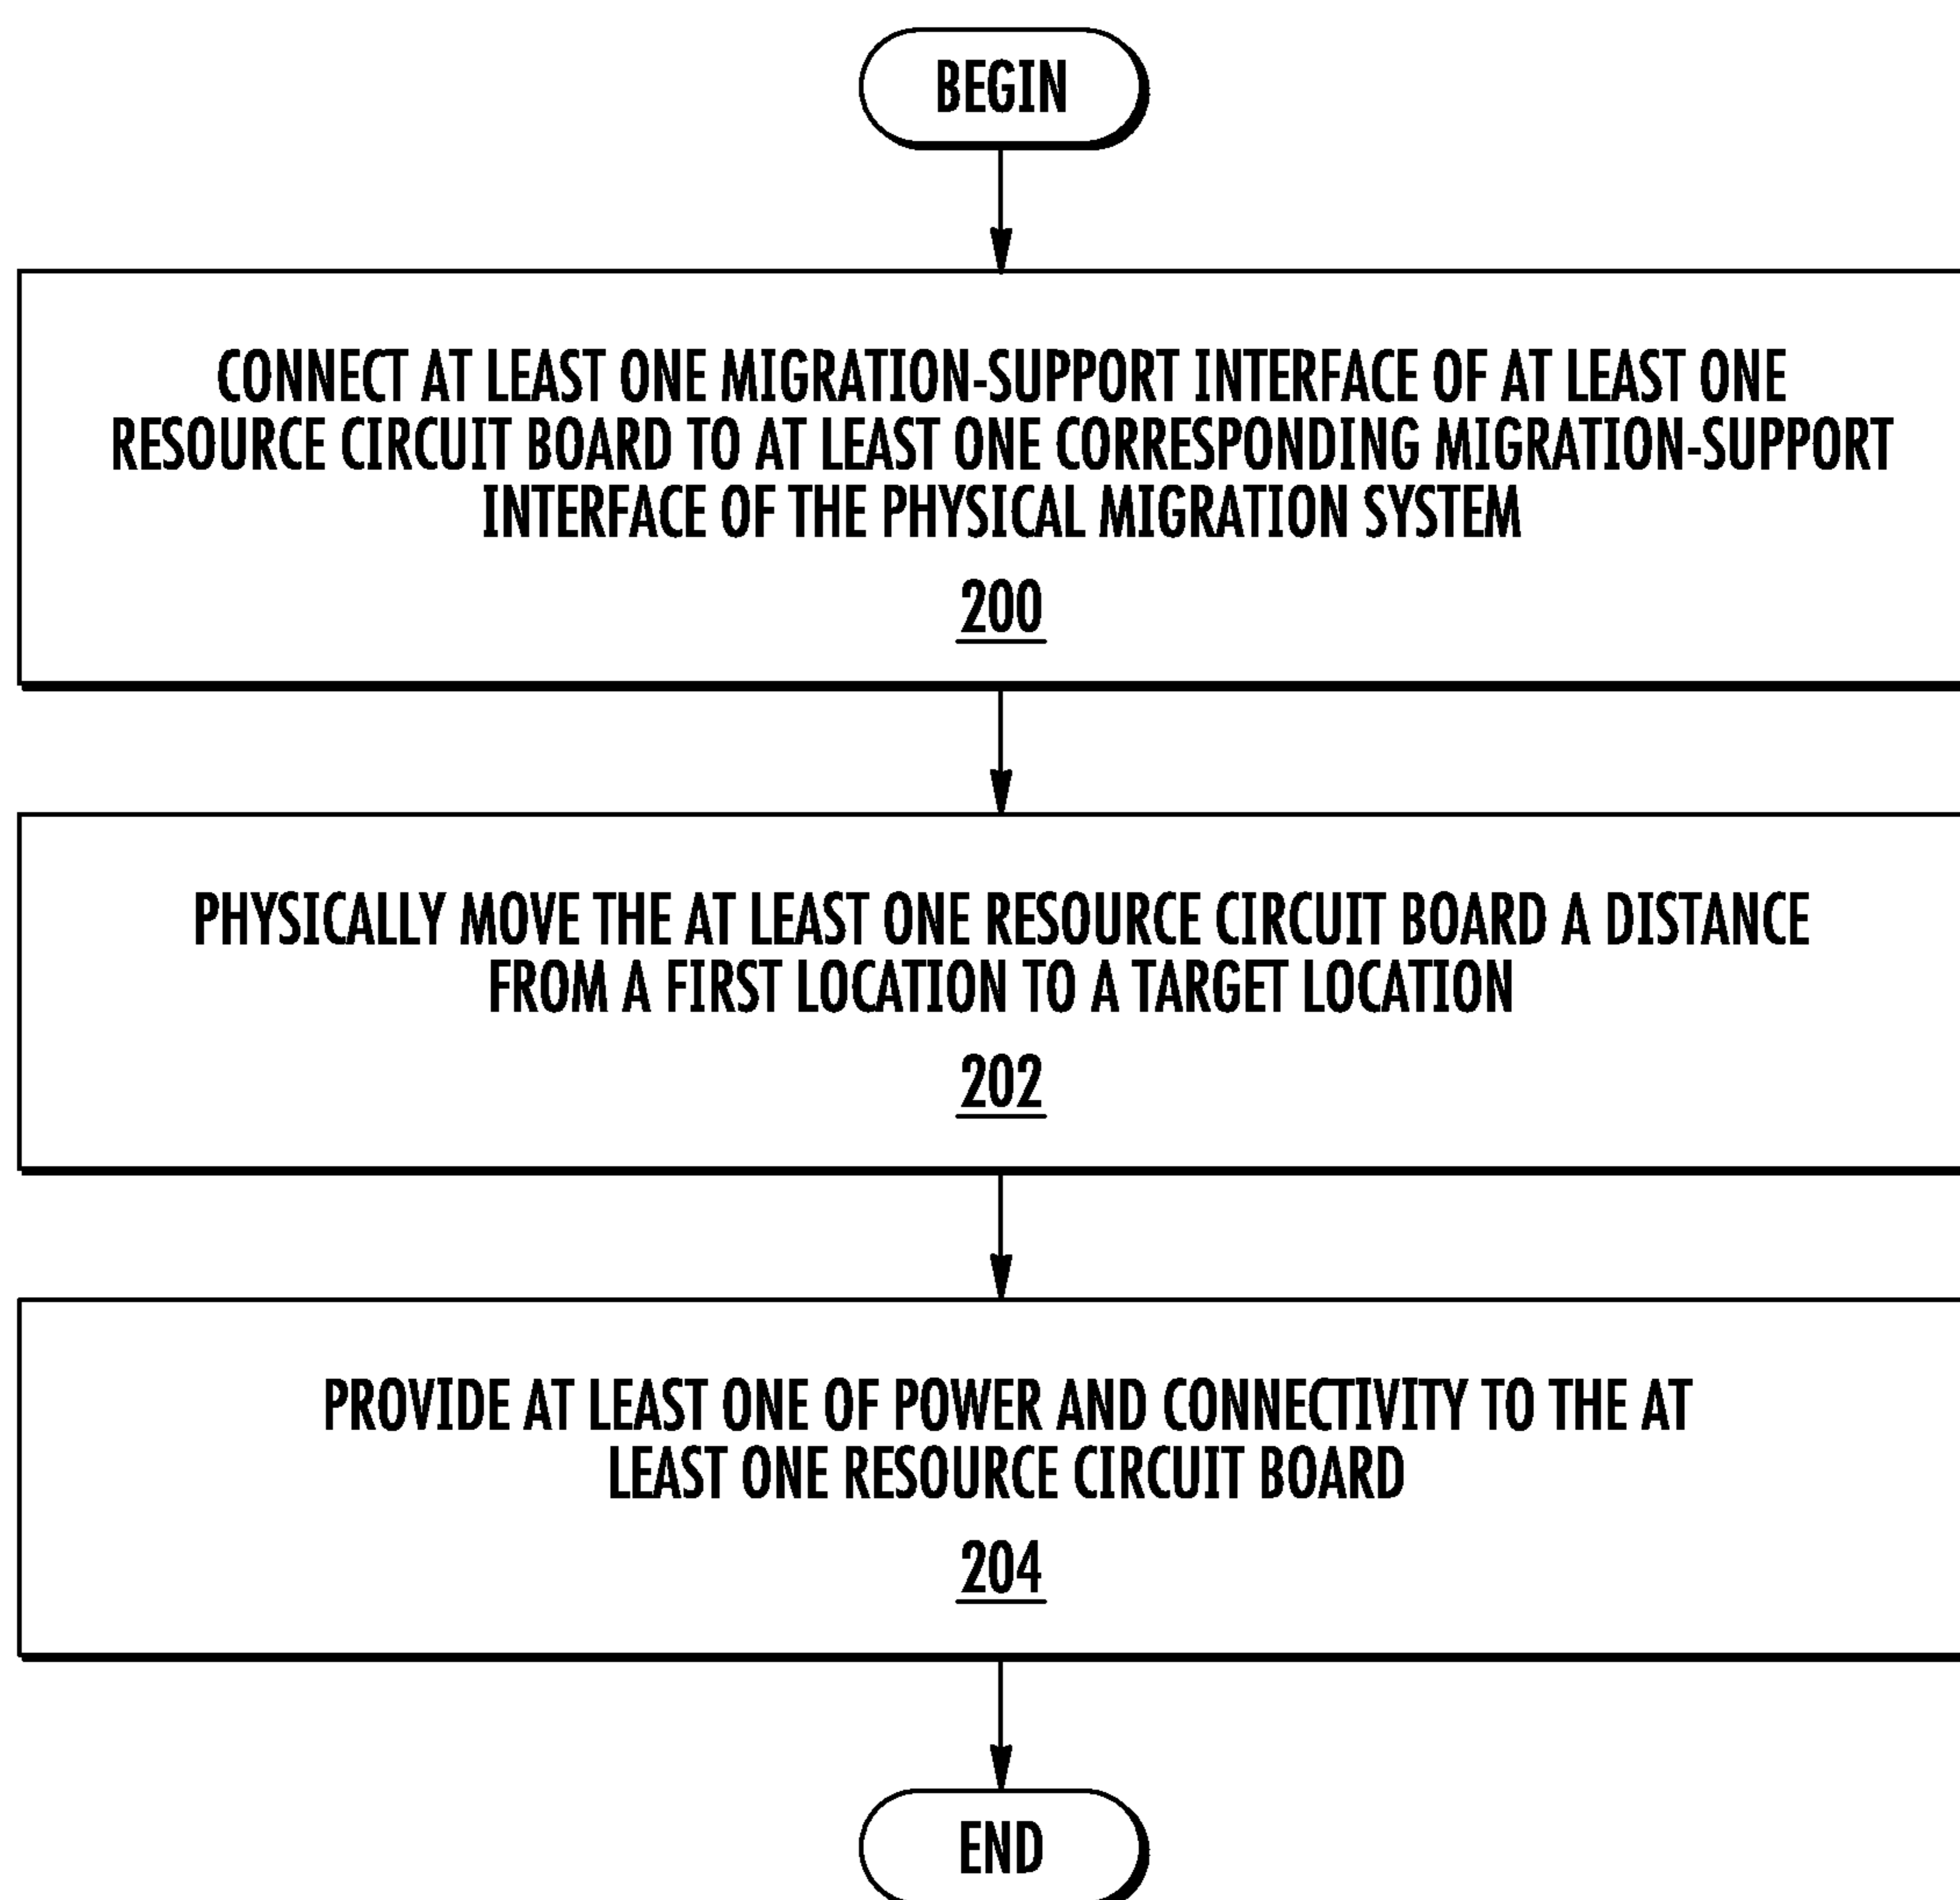 BEGIN
CONNECT AT LEAST ONE MIGRATION-SUPPORT INTERFACE OF AT LEAST ONE
RESOURCE CIRCUIT BOARD TO AT LEAST ONE CORRESPONDING MIGRATION-SUPPORT
INTERFACE OF THE PHYSICAL MIGRATION SYSTEM
200
PHYSICALLY MOVE THE AT LEAST ONE RESOURCE CIRCUIT BOARD A DISTANCE
FROM A FIRST LOCATION TO A TARGET LOCATION
202
PROVIDE AT LEAST ONE OF POWER AND CONNECTIVITY TO THE AT
LEAST ONE RESOURCE CIRCUIT BOARD
204
END